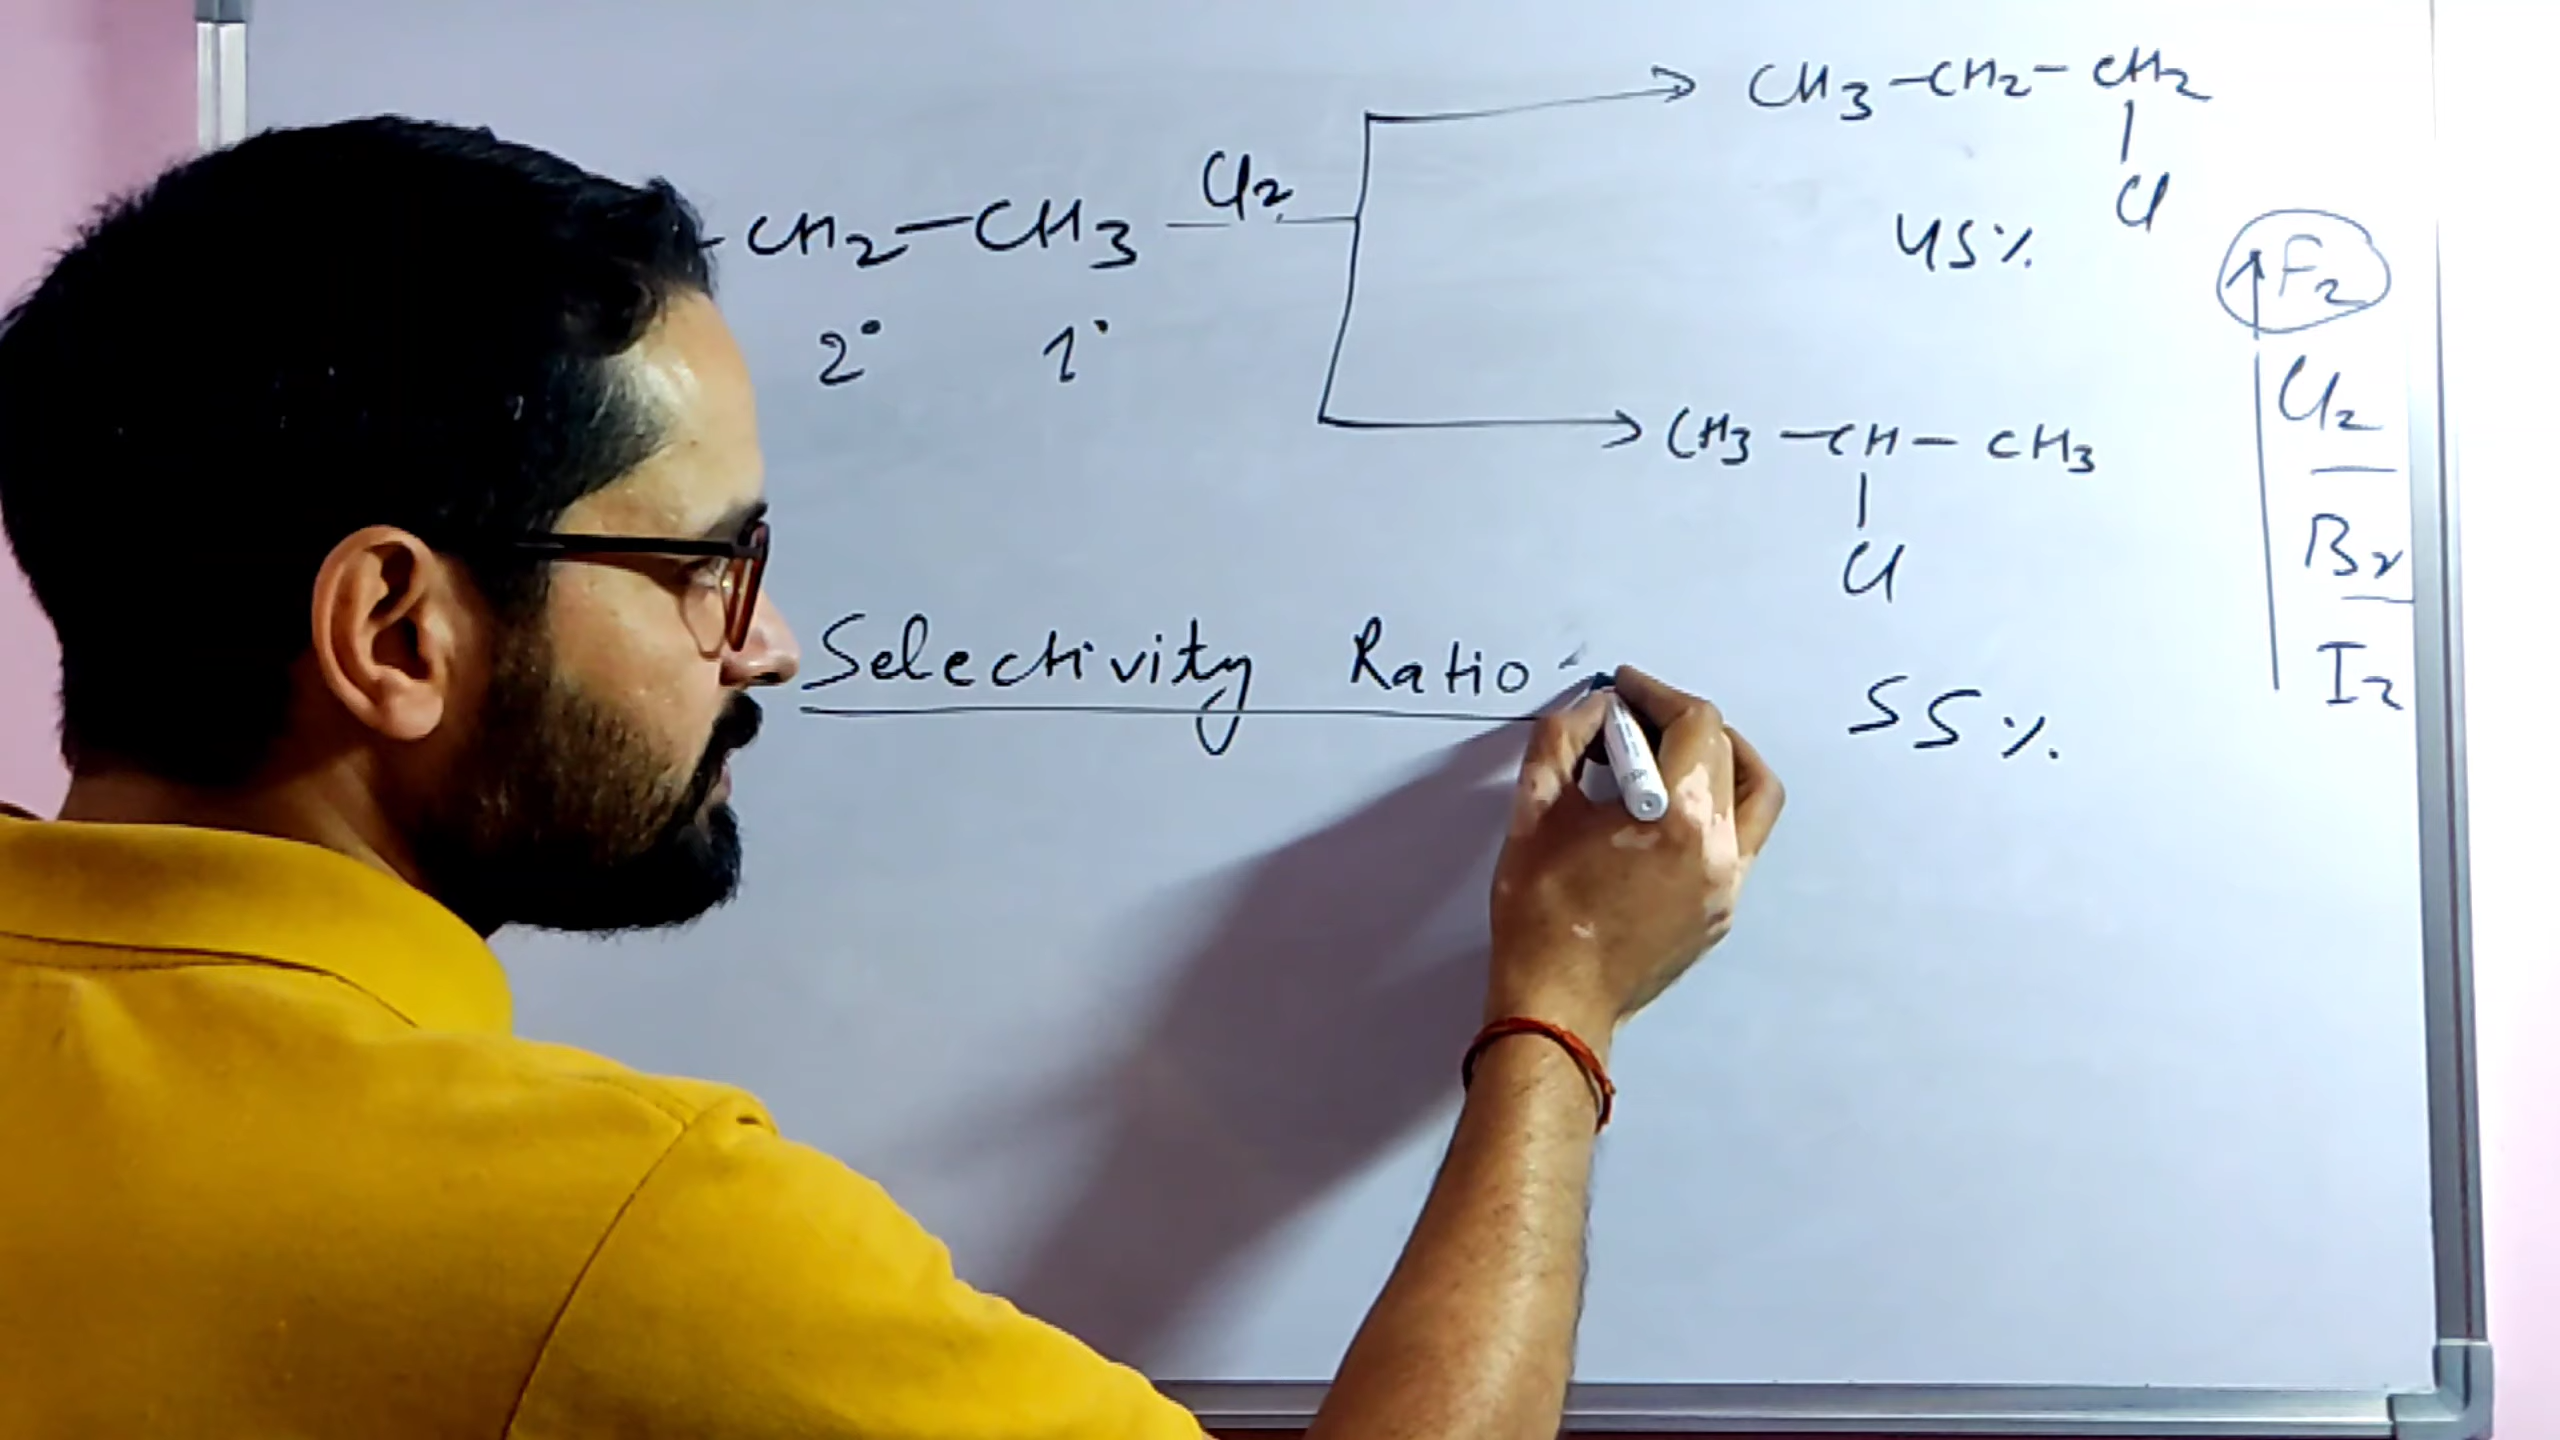 CH3 - CH2 - CH2
|
Cl
45%
- CH2 - CH3 Cl2
2° 1°
CH3 - CH - CH3
|
Cl
55%
Selectivity Ratio
F2
Cl2
Br
I2